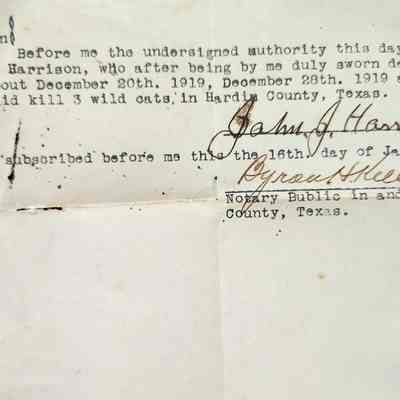 Before me the undersigned authority this day
Harrison, who after being by me duly sworn de
out December 20th. 1919, December 28th. 1919 a
id kill 3 wild cats, in Hardin County, Texas.
John. J. Harr
subscribed before me this the 16th. day of Ja
Byron H
Notary Bublic in and
County, Texas.